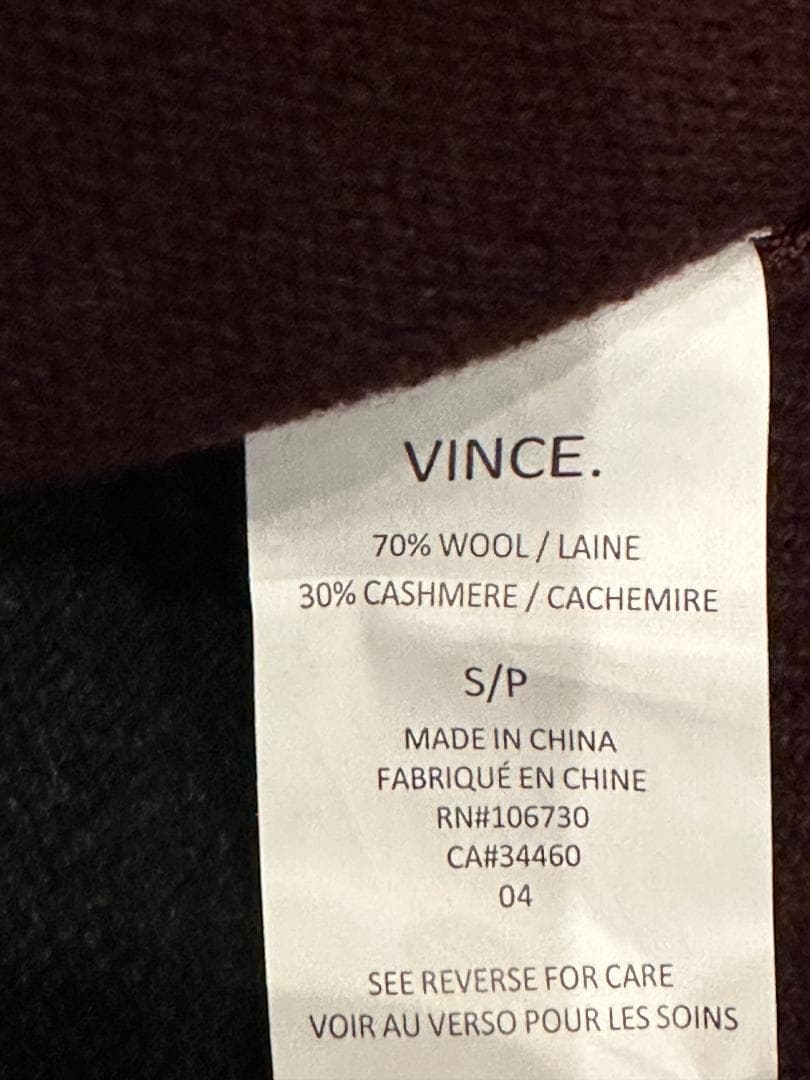 VINCE.
70% WOOL / LAINE
30% CASHMERE / CACHEMIRE
S/P
MADE IN CHINA
FABRIQUÉ EN CHINE
RN#106730
CA#34460
04
SEE REVERSE FOR CARE
VOIR AU VERSO POUR LES SOINS